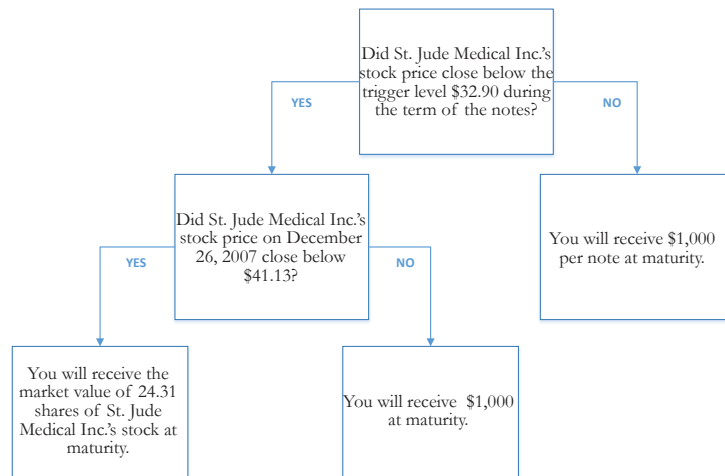 Did St. Jude Medical Inc.'s
stock price close below the
trigger level $32.90 during
the term of the notes?
YES
NO
Did St. Jude Medical Inc.'s
stock price on December
26, 2007 close below
$41.13?
You will receive $1,000
per note at maturity.
YES
NO
You will receive the
market value of 24.31
shares of St. Jude
Medical Inc.'s stock at
maturity.
You will receive $1,000
at maturity.